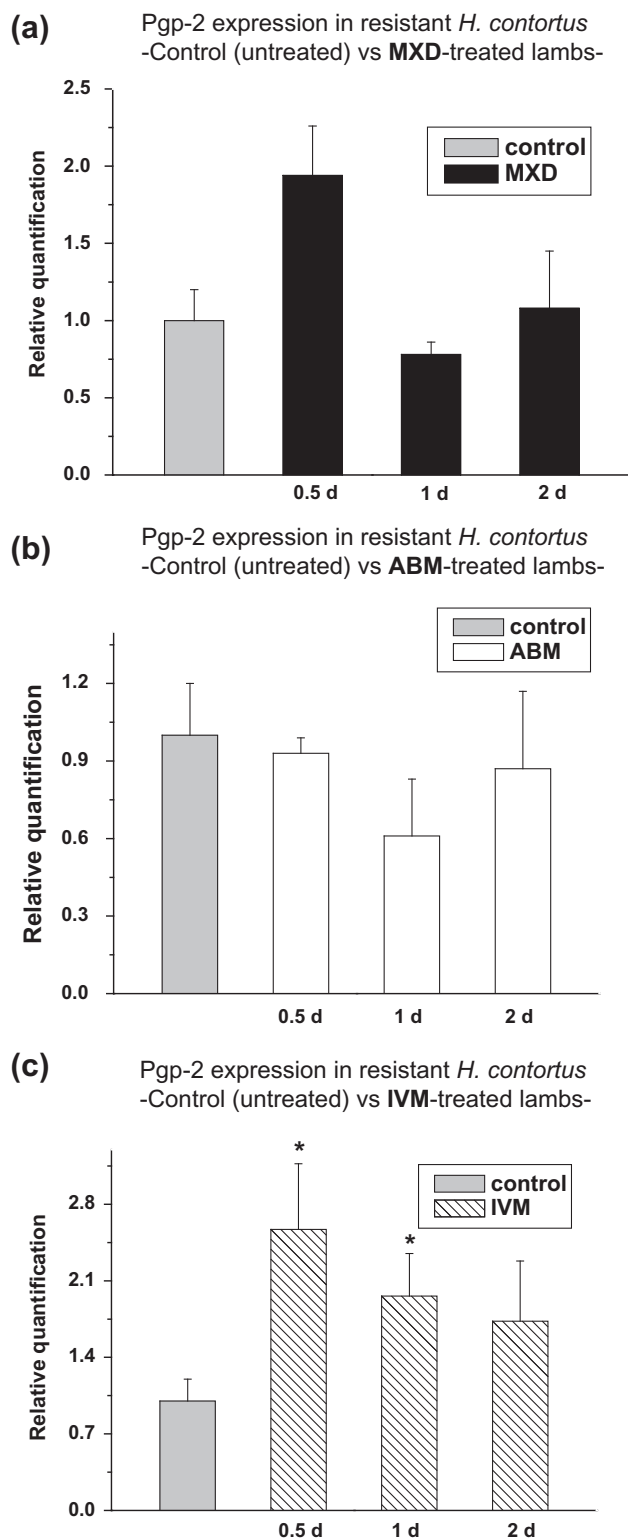 (a)
Pgp-2 expression in resistant H. contortus
-Control (untreated) vs MXD-treated lambs-
2.5
2.0
1.5
1.0
0.5
0.0
Relative quantification
control
MXD
0.5 d
1 d
2 d
(b)
Pgp-2 expression in resistant H. contortus
-Control (untreated) vs ABM-treated lambs-
1.2
0.9
0.6
0.3
0.0
Relative quantification
control
ABM
0.5 d
1 d
2 d
(c)
Pgp-2 expression in resistant H. contortus
-Control (untreated) vs IVM-treated lambs-
2.8
2.1
1.4
0.7
0.0
Relative quantification
*
*
control
IVM
0.5 d
1 d
2 d